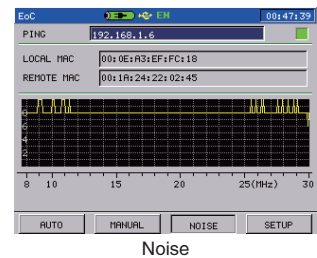 EoC EN 00:47:39
PING 192.168.1.6
LOCAL MAC 00:0E:A3:EF:FC:18
REMOTE MAC 00:1A:24:22:02:45
8 10 15 20 25(MHz) 30
AUTO MANUAL NOISE SETUP
Noise